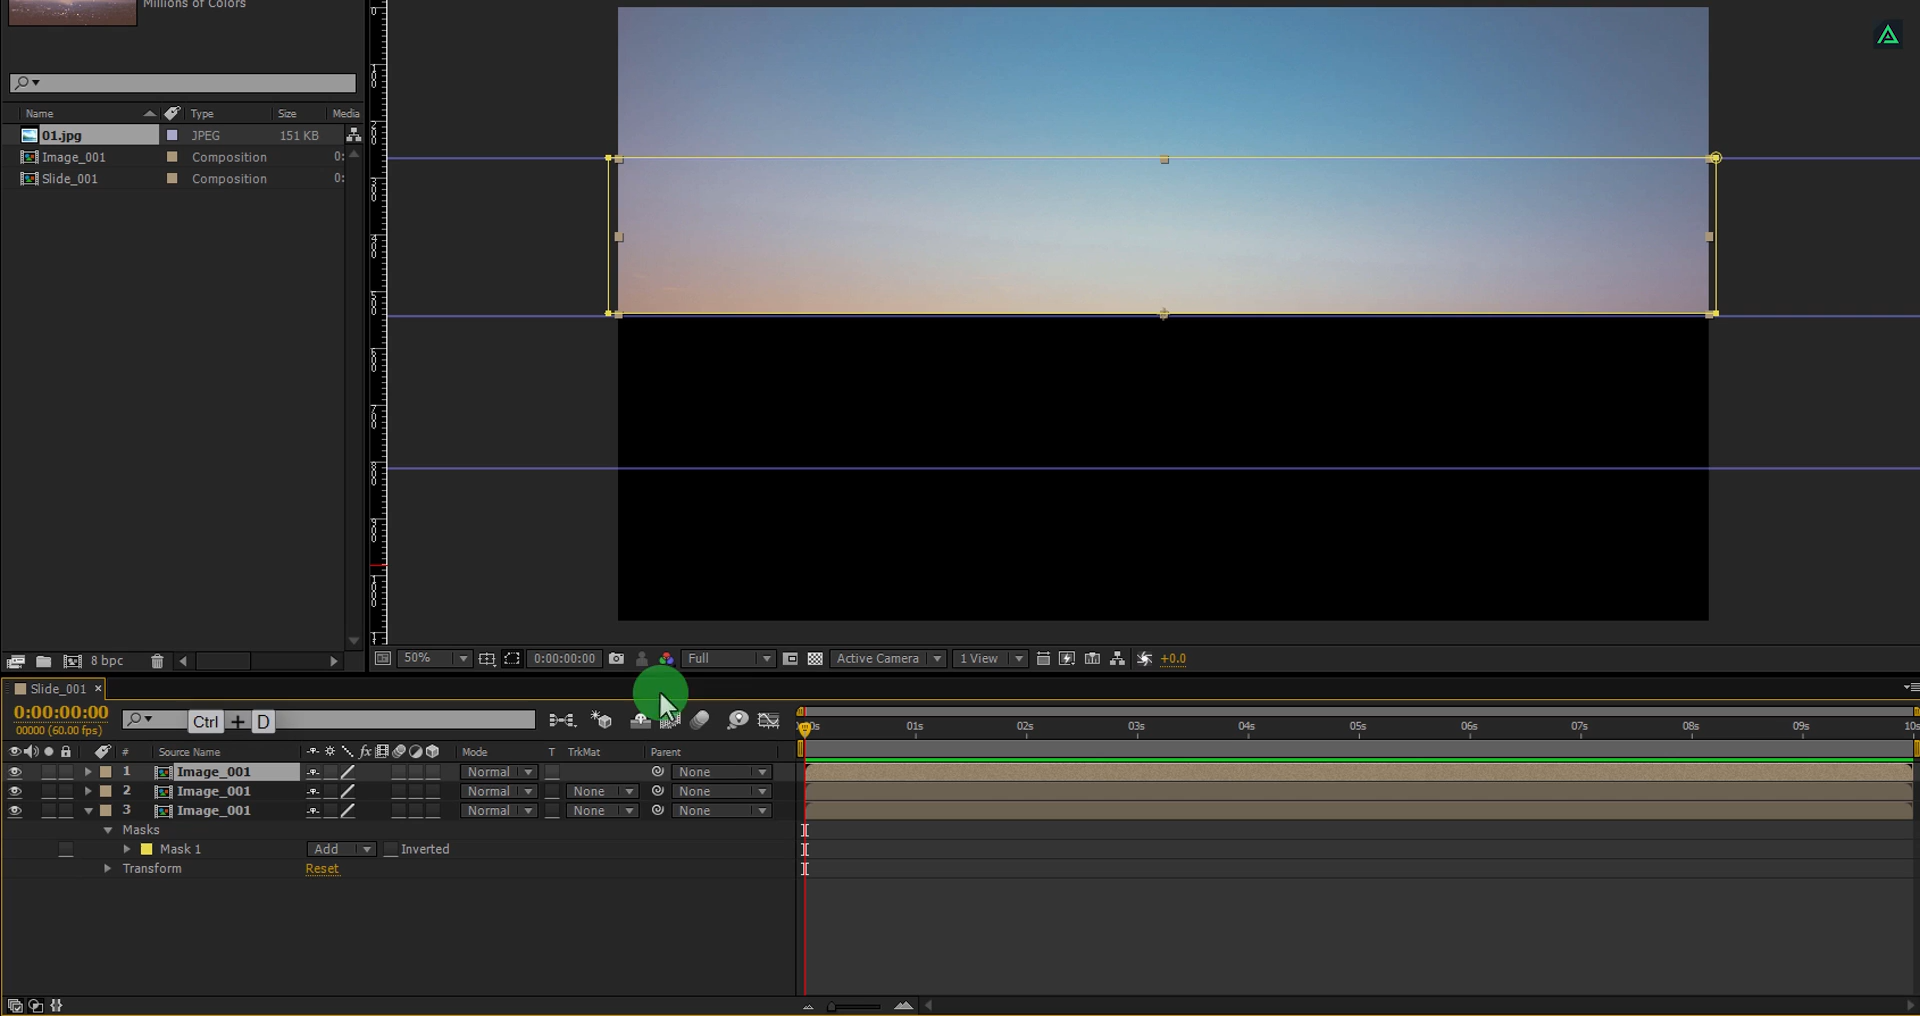 Millions of Colors
Name Type Size Media
01.jpg JPEG 151 KB
Image_001 Composition 0:
Slide_001 Composition 0:
8 bpc
50% 0:00:00:00 Full Active Camera 1 View +0.0
Slide_001 ×
0:00:00:00
00000 (60.00 fps)
Ctrl + D
01s 02s 03s 04s 05s 06s 07s 08s 09s 10s
# Source Name fx Mode T TrkMat Parent
1 Image_001 Normal None
2 Image_001 Normal None None
3 Image_001 Normal None None
Masks
Mask 1 Add Inverted
Transform Reset